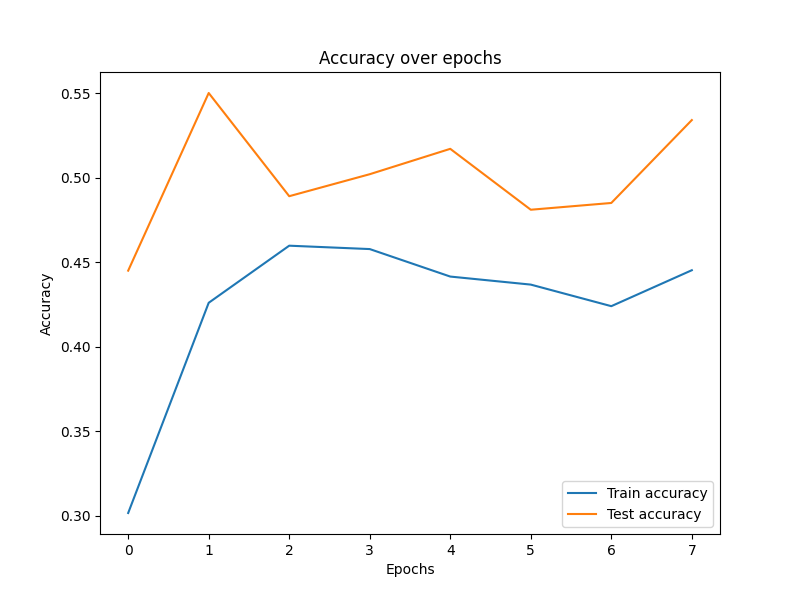 Accuracy over epochs
0.55
0.50
0.45
0.40
0.35
0.30
Accuracy
0 1 2 3 4 5 6 7
Epochs
Train accuracy
Test accuracy